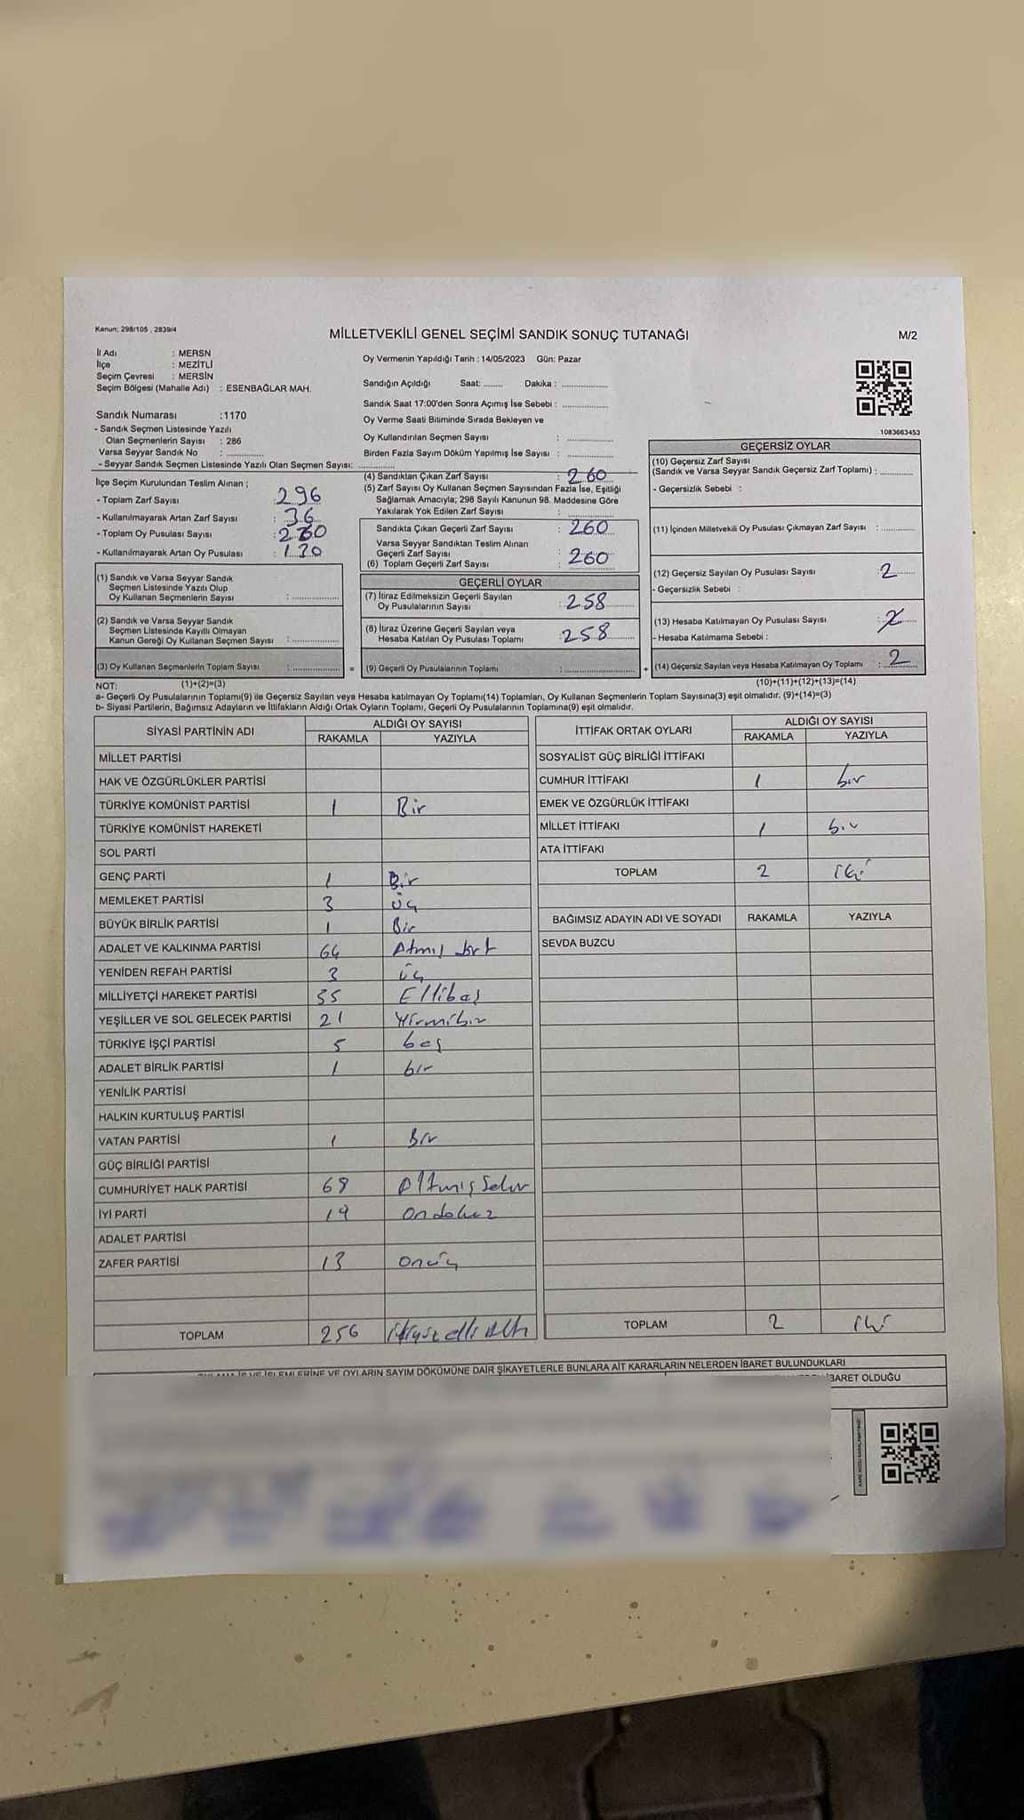 Kanun: 298/105 , 2839/4
MİLLETVEKİLİ GENEL SEÇİMİ SANDIK SONUÇ TUTANAĞI
M/2
İl Adı : MERSN
İlçe : MEZİTLİ
Seçim Çevresi : MERSİN
Seçim Bölgesi (Mahalle Adı) : ESENBAĞLAR MAH.
Sandık Numarası :1170
- Sandık Seçmen Listesinde Yazılı
Olan Seçmenlerin Sayısı : 286
Varsa Seyyar Sandık No :
- Seyyar Sandık Seçmen Listesinde Yazılı Olan Seçmen Sayısı:
Oy Vermenin Yapıldığı Tarih : 14/05/2023 Gün: Pazar
Sandığın Açıldığı Saat: Dakika :
Sandık Saat 17:00'den Sonra Açımış İse Sebebi :
Oy Verme Saati Bitiminde Sırada Bekleyen ve
Oy Kullandırılan Seçmen Sayısı :
Birden Fazla Sayım Döküm Yapılmış İse Sayısı :
1083663453
İlçe Seçim Kurulundan Teslim Alınan ;
- Toplam Zarf Sayısı 296
- Kullanılmayarak Artan Zarf Sayısı : 36
- Toplam Oy Pusulası Sayısı :
- Kullanılmayarak Artan Oy Pusulası :
(4) Sandıktan Çıkan Zarf Sayısı : 260
(5) Zarf Sayısı Oy Kullanan Seçmen Sayısından Fazla İse, Eşitliği
Sağlamak Amacıyla; 298 Sayılı Kanunun 98. Maddesine Göre
Yakılarak Yok Edilen Zarf Sayısı :
Sandıkta Çıkan Geçerli Zarf Sayısı : 260
Varsa Seyyar Sandıktan Teslim Alınan
Geçerli Zarf Sayısı
(6) Toplam Geçerli Zarf Sayısı : 260
GEÇERSİZ OYLAR
(10) Geçersiz Zarf Sayısı
(Sandık ve Varsa Seyyar Sandık Geçersiz Zarf Toplamı) :
- Geçersizlik Sebebi :
(11) İçinden Milletvekili Oy Pusulası Çıkmayan Zarf Sayısı :
(12) Geçersiz Sayılan Oy Pusulası Sayısı : 2
- Geçersizlik Sebebi :
(13) Hesaba Katılmayan Oy Pusulası Sayısı :
- Hesaba Katılmama Sebebi :
(14) Geçersiz Sayılan veya Hesaba Katılmayan Oy Toplamı : 2
(1) Sandık ve Varsa Seyyar Sandık
Seçmen Listesinde Yazılı Olup
Oy Kullanan Seçmenlerin Sayısı :
(2) Sandık ve Varsa Seyyar Sandık
Seçmen Listesinde Kayıtlı Olmayan
Kanun Gereği Oy Kullanan Seçmen Sayısı :
(3) Oy Kullanan Seçmenlerin Toplam Sayısı :
GEÇERLİ OYLAR
(7) İtiraz Edilmeksizin Geçerli Sayılan
Oy Pusulalarının Sayısı : 258
(8) İtiraz Üzerine Geçerli Sayılan veya
Hesaba Katılan Oy Pusulası Toplamı : 258
= (9) Geçerli Oy Pusulalarının Toplamı : +
NOT: (1)+(2)=(3) (10)+(11)+(12)+(13)=(14)
a- Geçerli Oy Pusulalarının Toplamı(9) ile Geçersiz Sayılan veya Hesaba katılmayan Oy Toplamı(14) Toplamları, Oy Kullanan Seçmenlerin Toplam Sayısına(3) eşit olmalıdır. (9)+(14)=(3)
b- Siyasi Partilerin, Bağımsız Adayların ve İttifakların Aldığı Ortak Oyların Toplamı, Geçerli Oy Pusulalarının Toplamına(9) eşit olmalıdır.
SİYASİ PARTİNİN ADI ALDIĞI OY SAYISI
RAKAMLA YAZIYLA
MİLLET PARTİSİ
HAK VE ÖZGÜRLÜKLER PARTİSİ
TÜRKİYE KOMÜNİST PARTİSİ 1 Bir
TÜRKİYE KOMÜNİST HAREKETİ
SOL PARTİ
GENÇ PARTİ 1 Bir
MEMLEKET PARTİSİ 3 üç
BÜYÜK BİRLİK PARTİSİ 1 Bir
ADALET VE KALKINMA PARTİSİ 64 Atmış dört
YENİDEN REFAH PARTİSİ 3 üç
MİLLİYETÇİ HAREKET PARTİSİ 55 Ellibeş
YEŞİLLER VE SOL GELECEK PARTİSİ 21 Yirmibir
TÜRKİYE İŞÇİ PARTİSİ 5 beş
ADALET BİRLİK PARTİSİ 1 bir
YENİLİK PARTİSİ
HALKIN KURTULUŞ PARTİSİ
VATAN PARTİSİ 1 Bir
GÜÇ BİRLİĞİ PARTİSİ
CUMHURİYET HALK PARTİSİ 68
İYİ PARTİ 19 Ondokuz
ADALET PARTİSİ
ZAFER PARTİSİ 13 Onüç
TOPLAM 256 ikiyüz elli Altı
İTTİFAK ORTAK OYLARI ALDIĞI OY SAYISI
RAKAMLA YAZIYLA
SOSYALİST GÜÇ BİRLİĞİ İTTİFAKI
CUMHUR İTTİFAKI 1 bir
EMEK VE ÖZGÜRLÜK İTTİFAKI
MİLLET İTTİFAKI 1 bir
ATA İTTİFAKI
TOPLAM 2 iki
BAĞIMSIZ ADAYIN ADI VE SOYADI RAKAMLA YAZIYLA
SEVDA BUZCU
TOPLAM 2 iki
OYLARIN SAYIM DÖKÜMÜNE DAİR ŞİKAYETLERLE BUNLARA AİT KARARLARIN NELERDEN İBARET BULUNDUKLARI
İBARET OLDUĞU